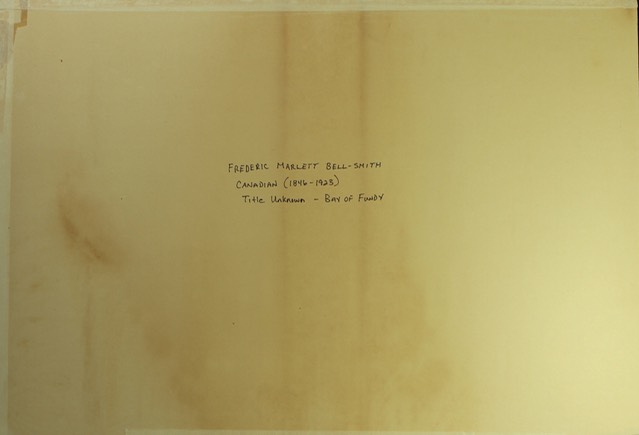 FREDERIC MARLETT BELL-SMITH
CANADIAN (1846-1923)
Title Unknown - BAY OF FUNDY